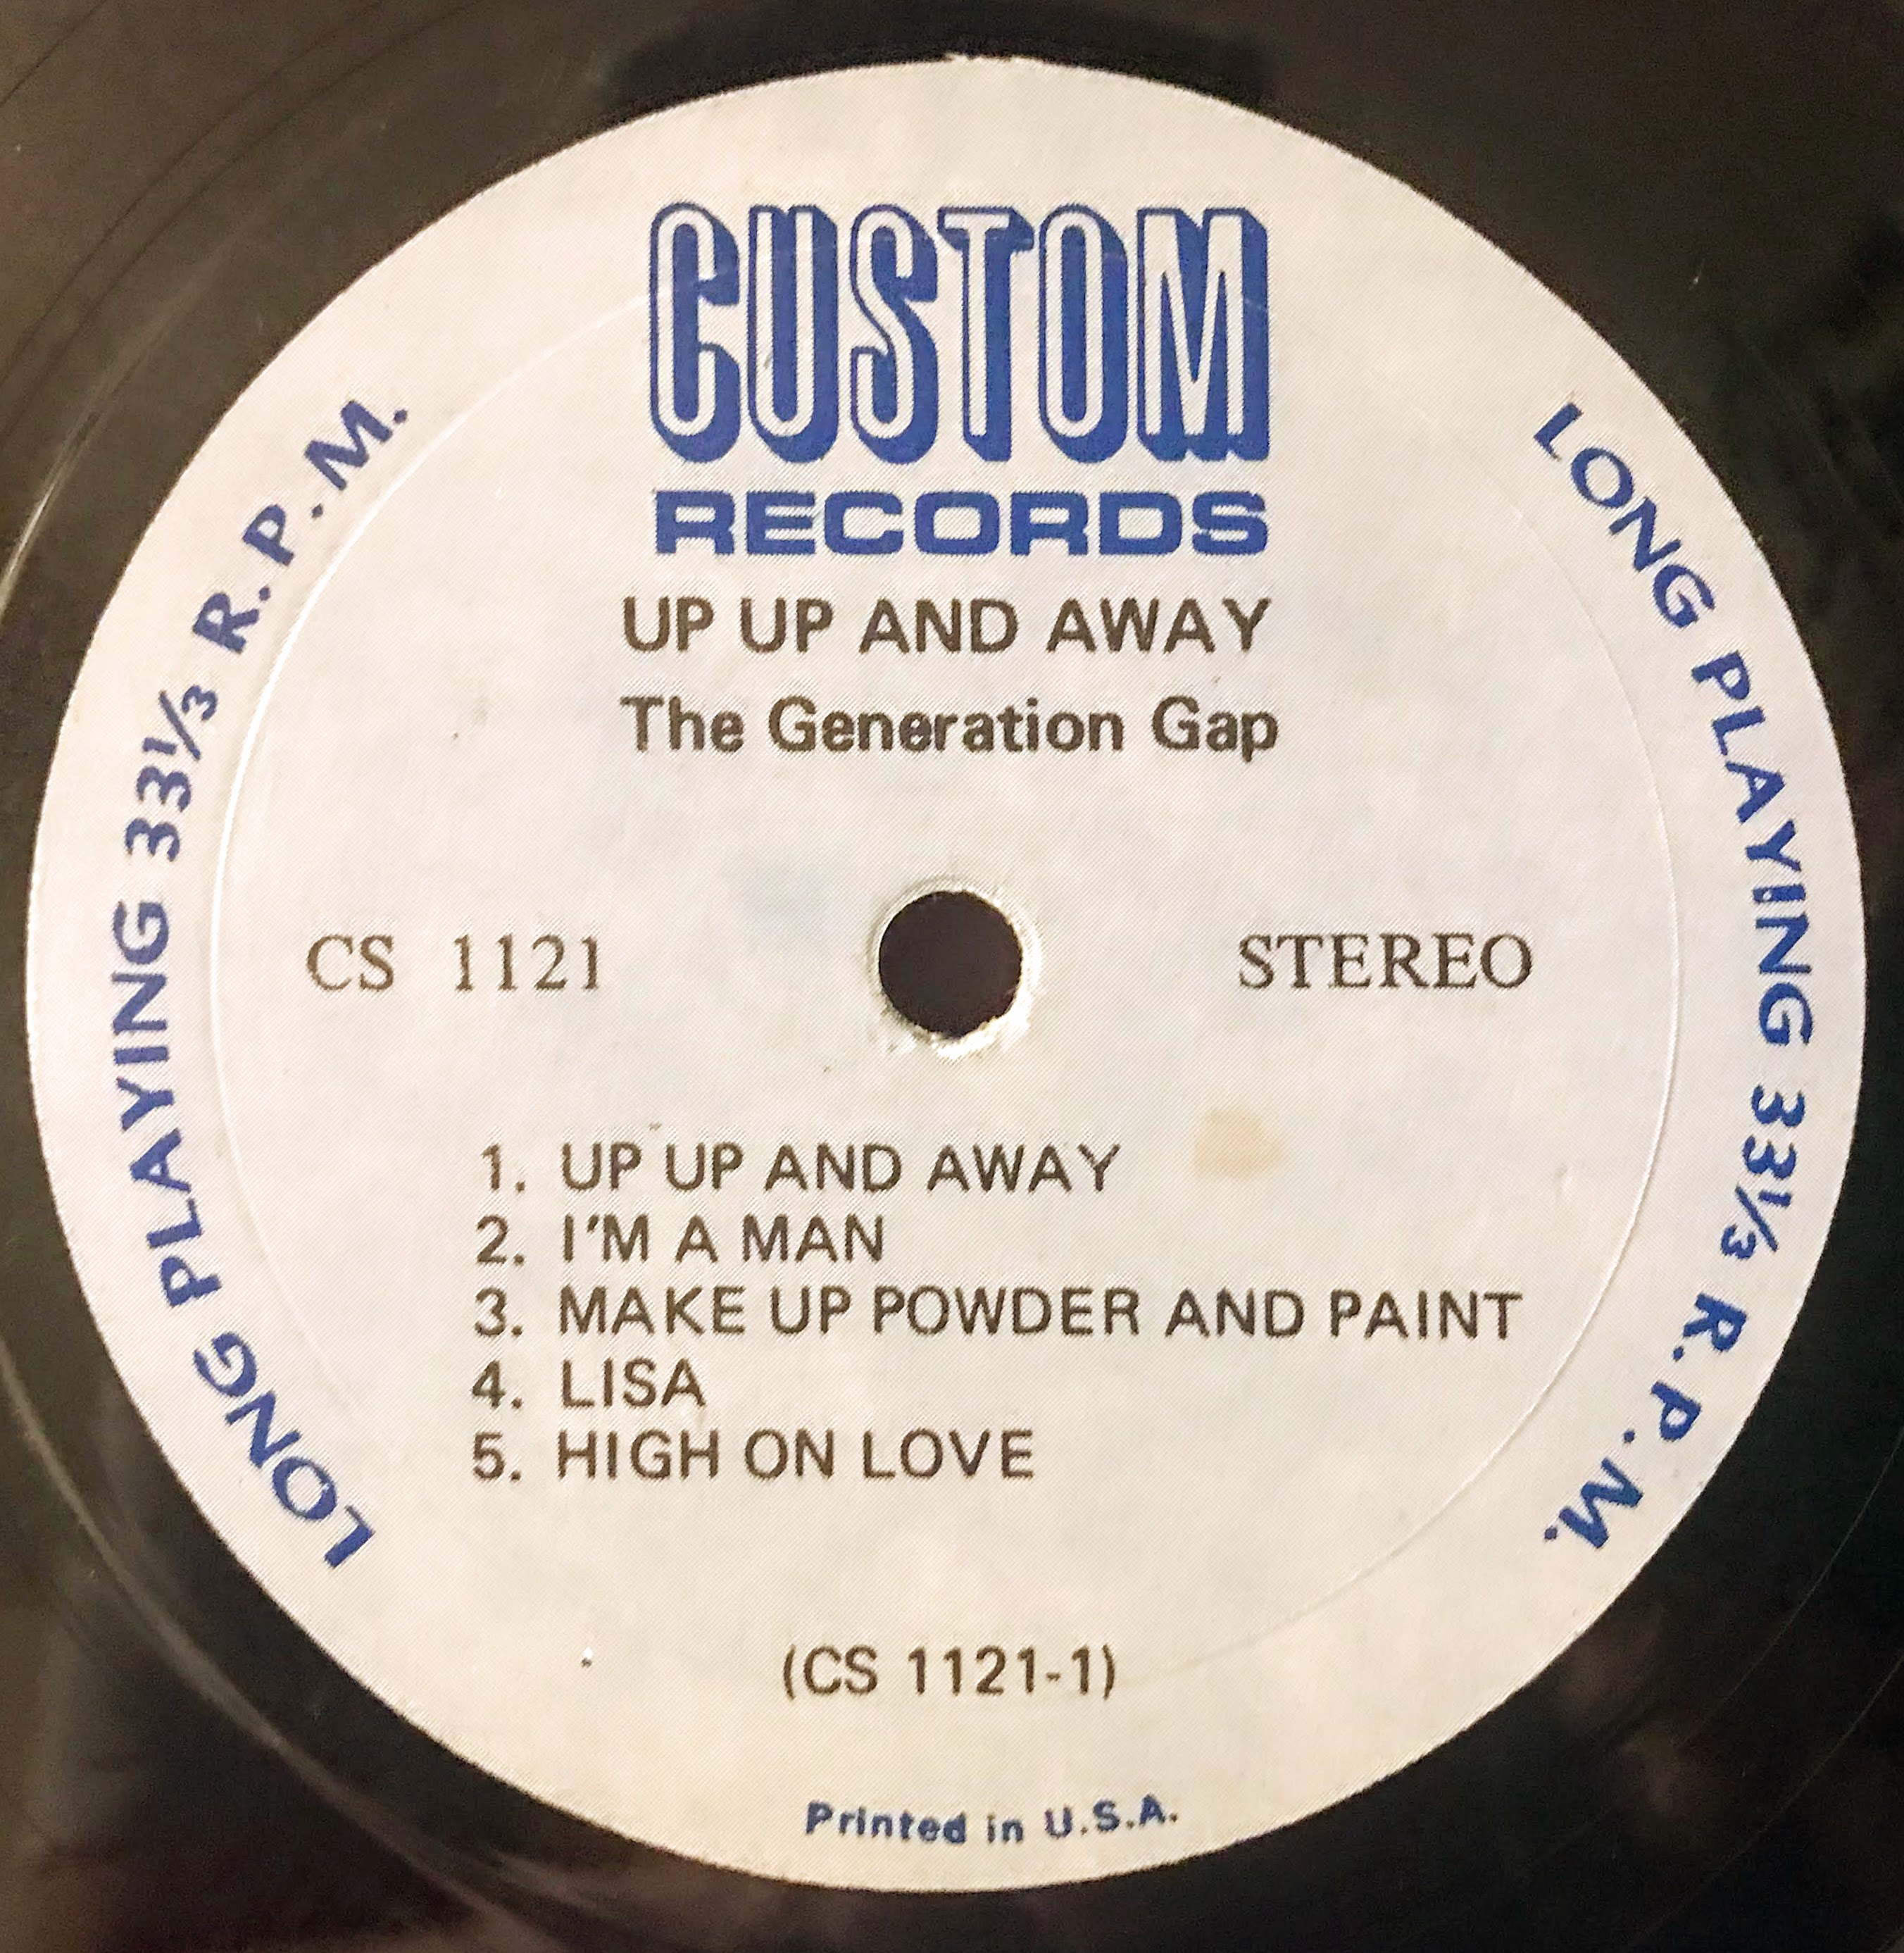 CUSTOM
RECORDS
UP UP AND AWAY
The Generation Gap
LONG PLAYING 33⅓ R.P.M.
LONG PLAYING 33⅓ R.P.M.
CS 1121
STEREO
1. UP UP AND AWAY
2. I'M A MAN
3. MAKE UP POWDER AND PAINT
4. LISA
5. HIGH ON LOVE
(CS 1121-1)
Printed in U.S.A.